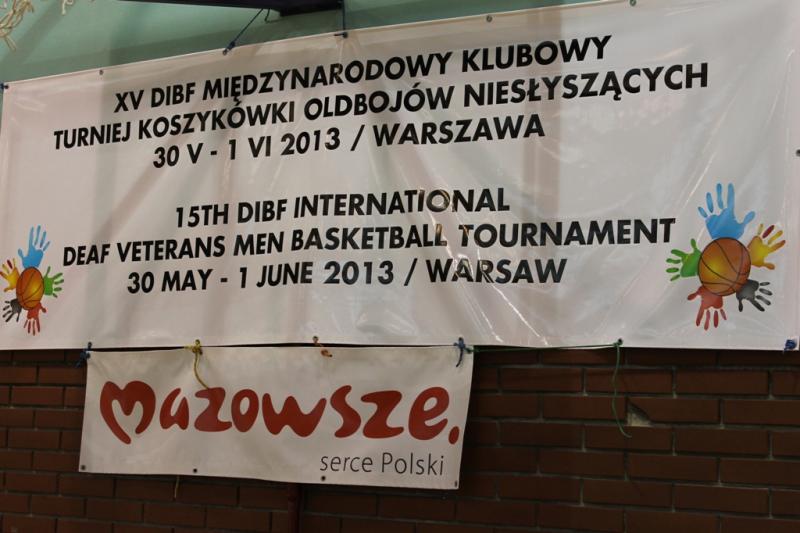 XV DIBF MIĘDZYNARODOWY KLUBOWY
TURNIEJ KOSZYKÓWKI OLDBOJÓW NIESŁYSZĄCYCH
30 V - 1 VI 2013 / WARSZAWA
15TH DIBF INTERNATIONAL
DEAF VETERANS MEN BASKETBALL TOURNAMENT
30 MAY - 1 JUNE 2013 / WARSAW
mazowsze.
serce Polski